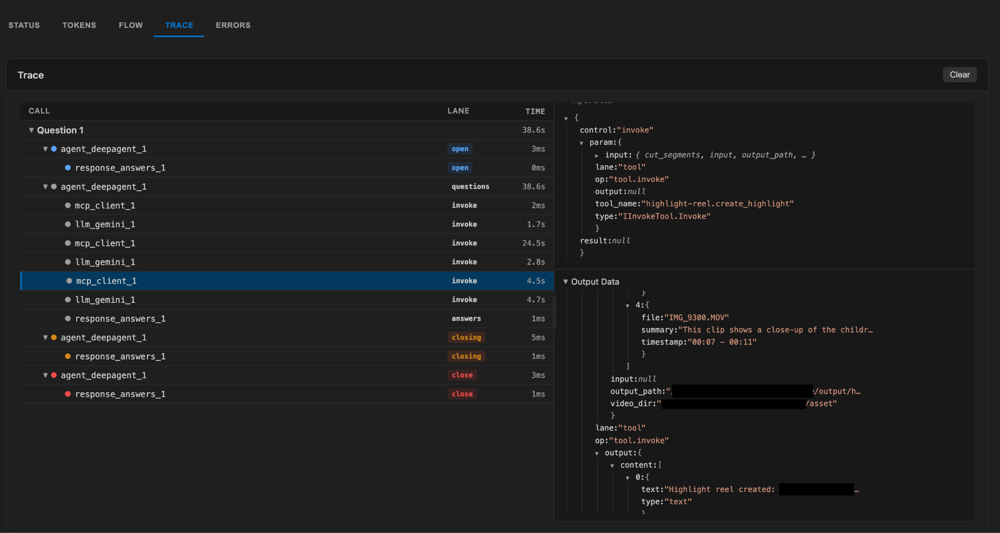 STATUS TOKENS FLOW TRACE ERRORS
Trace
Clear
CALL LANE TIME
▼ Question 1 38.6s
▼ agent_deepagent_1 open 3ms
response_answers_1 open 0ms
▼ agent_deepagent_1 questions 38.6s
mcp_client_1 invoke 2ms
llm_gemini_1 invoke 1.7s
mcp_client_1 invoke 24.5s
llm_gemini_1 invoke 2.8s
mcp_client_1 invoke 4.5s
llm_gemini_1 invoke 4.7s
response_answers_1 answers 1ms
▼ agent_deepagent_1 closing 5ms
response_answers_1 closing 1ms
▼ agent_deepagent_1 close 3ms
response_answers_1 close 1ms
Input Data
▼ {
control:"invoke"
▼ param:{
▶ input: { cut_segments, input, output_path, … }
lane:"tool"
op:"tool.invoke"
output:null
tool_name:"highlight-reel.create_highlight"
type:"IInvokeTool.Invoke"
}
result:null
}
▼ Output Data
}
▼ 4:{
file:"IMG_9300.MOV"
summary:"This clip shows a close-up of the childr…
timestamp:"00:07 - 00:11"
}
]
input:null
output_path:"/ /output/h…
video_dir:" /asset"
}
lane:"tool"
op:"tool.invoke"
▼ output:{
▼ content:[
▼ 0:{
text:"Highlight reel created: …
type:"text"
}